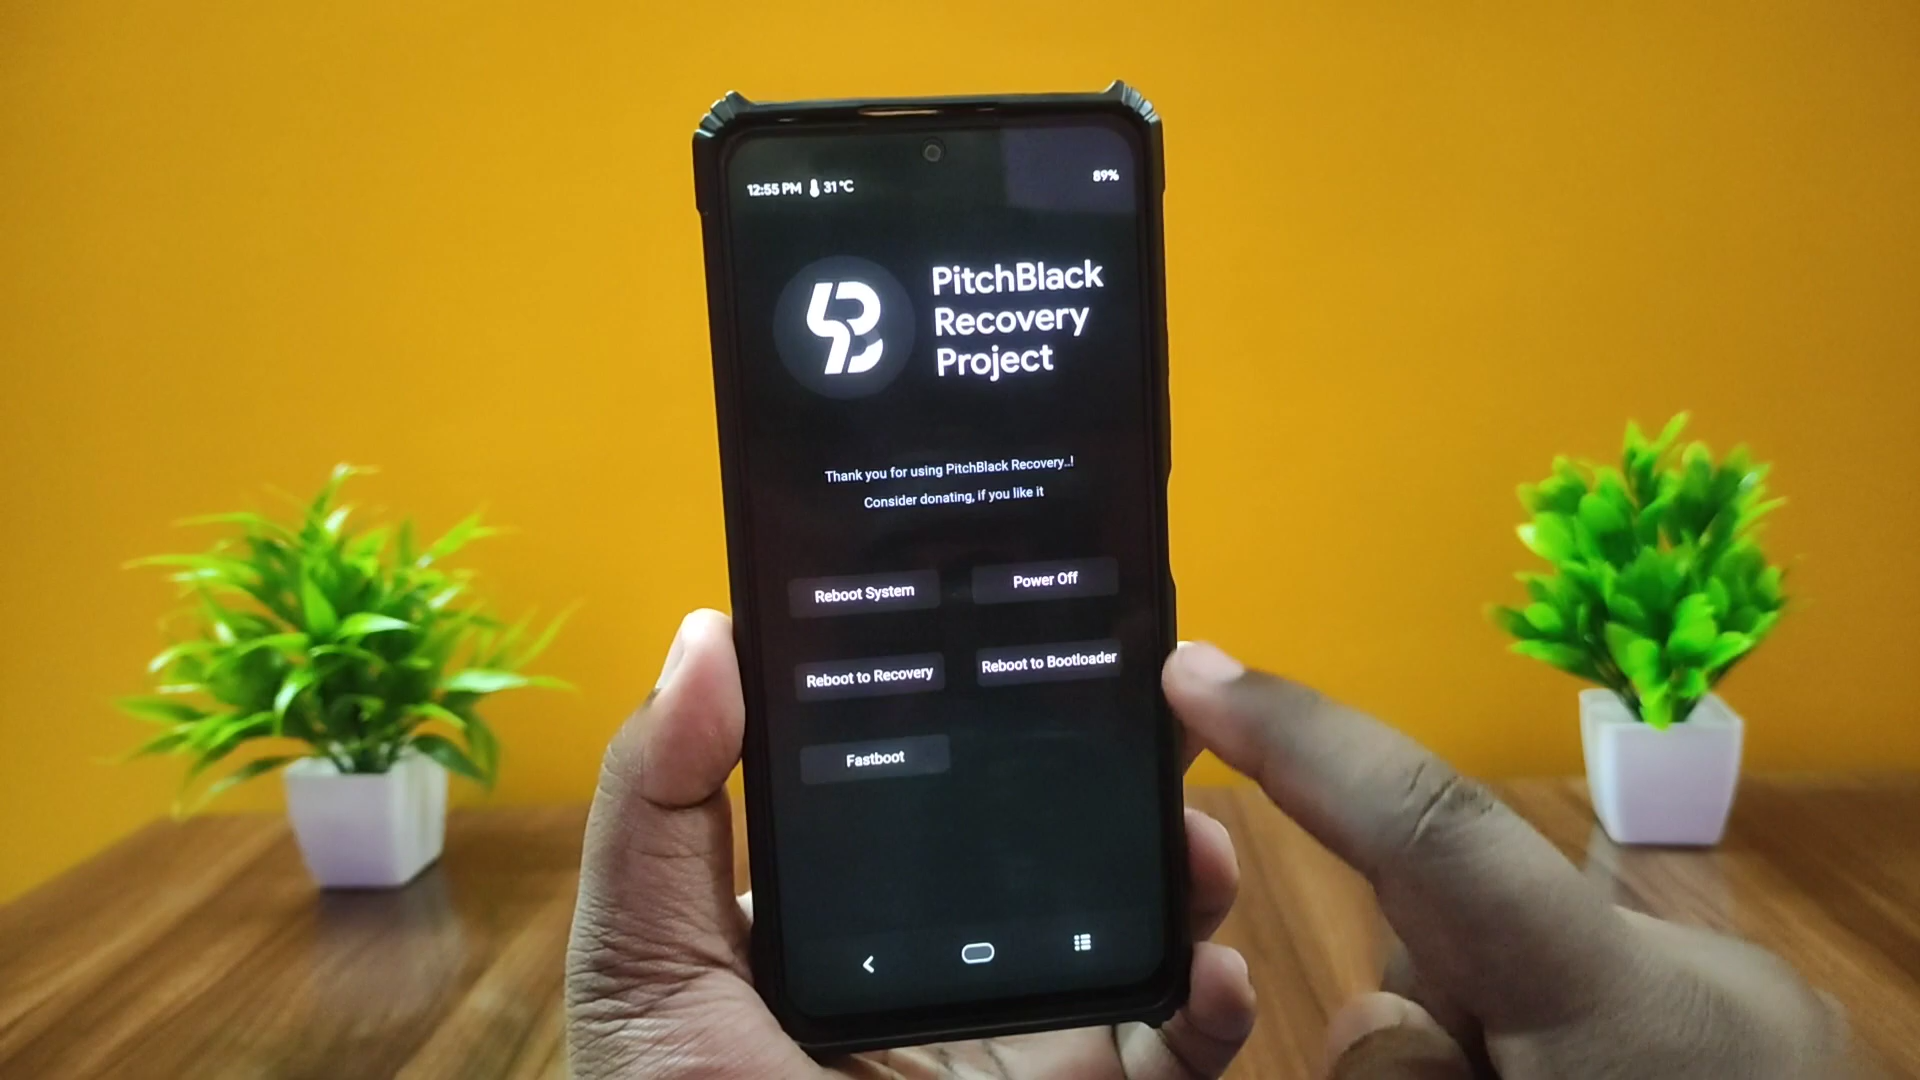 12:55 PM 31°C
89%
PitchBlack
Recovery
Project
Thank you for using PitchBlack Recovery..!
Consider donating, if you like it
Reboot System
Power Off
Reboot to Recovery
Reboot to Bootloader
Fastboot